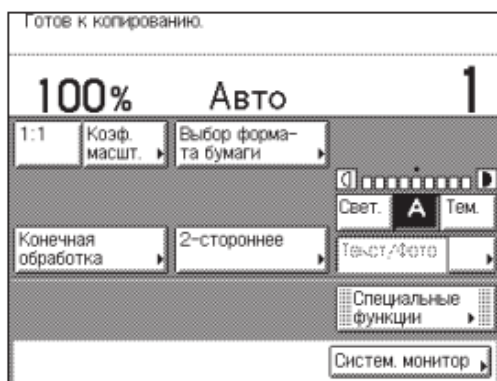 Готов к копированию.
100% Авто 1
1:1 Коэф. масшт. Выбор форма-
та бумаги
Свет. A Тем.
Конечная обработка
2-стороннее
Текст/Фото
Специальные
функции
Систем. монитор